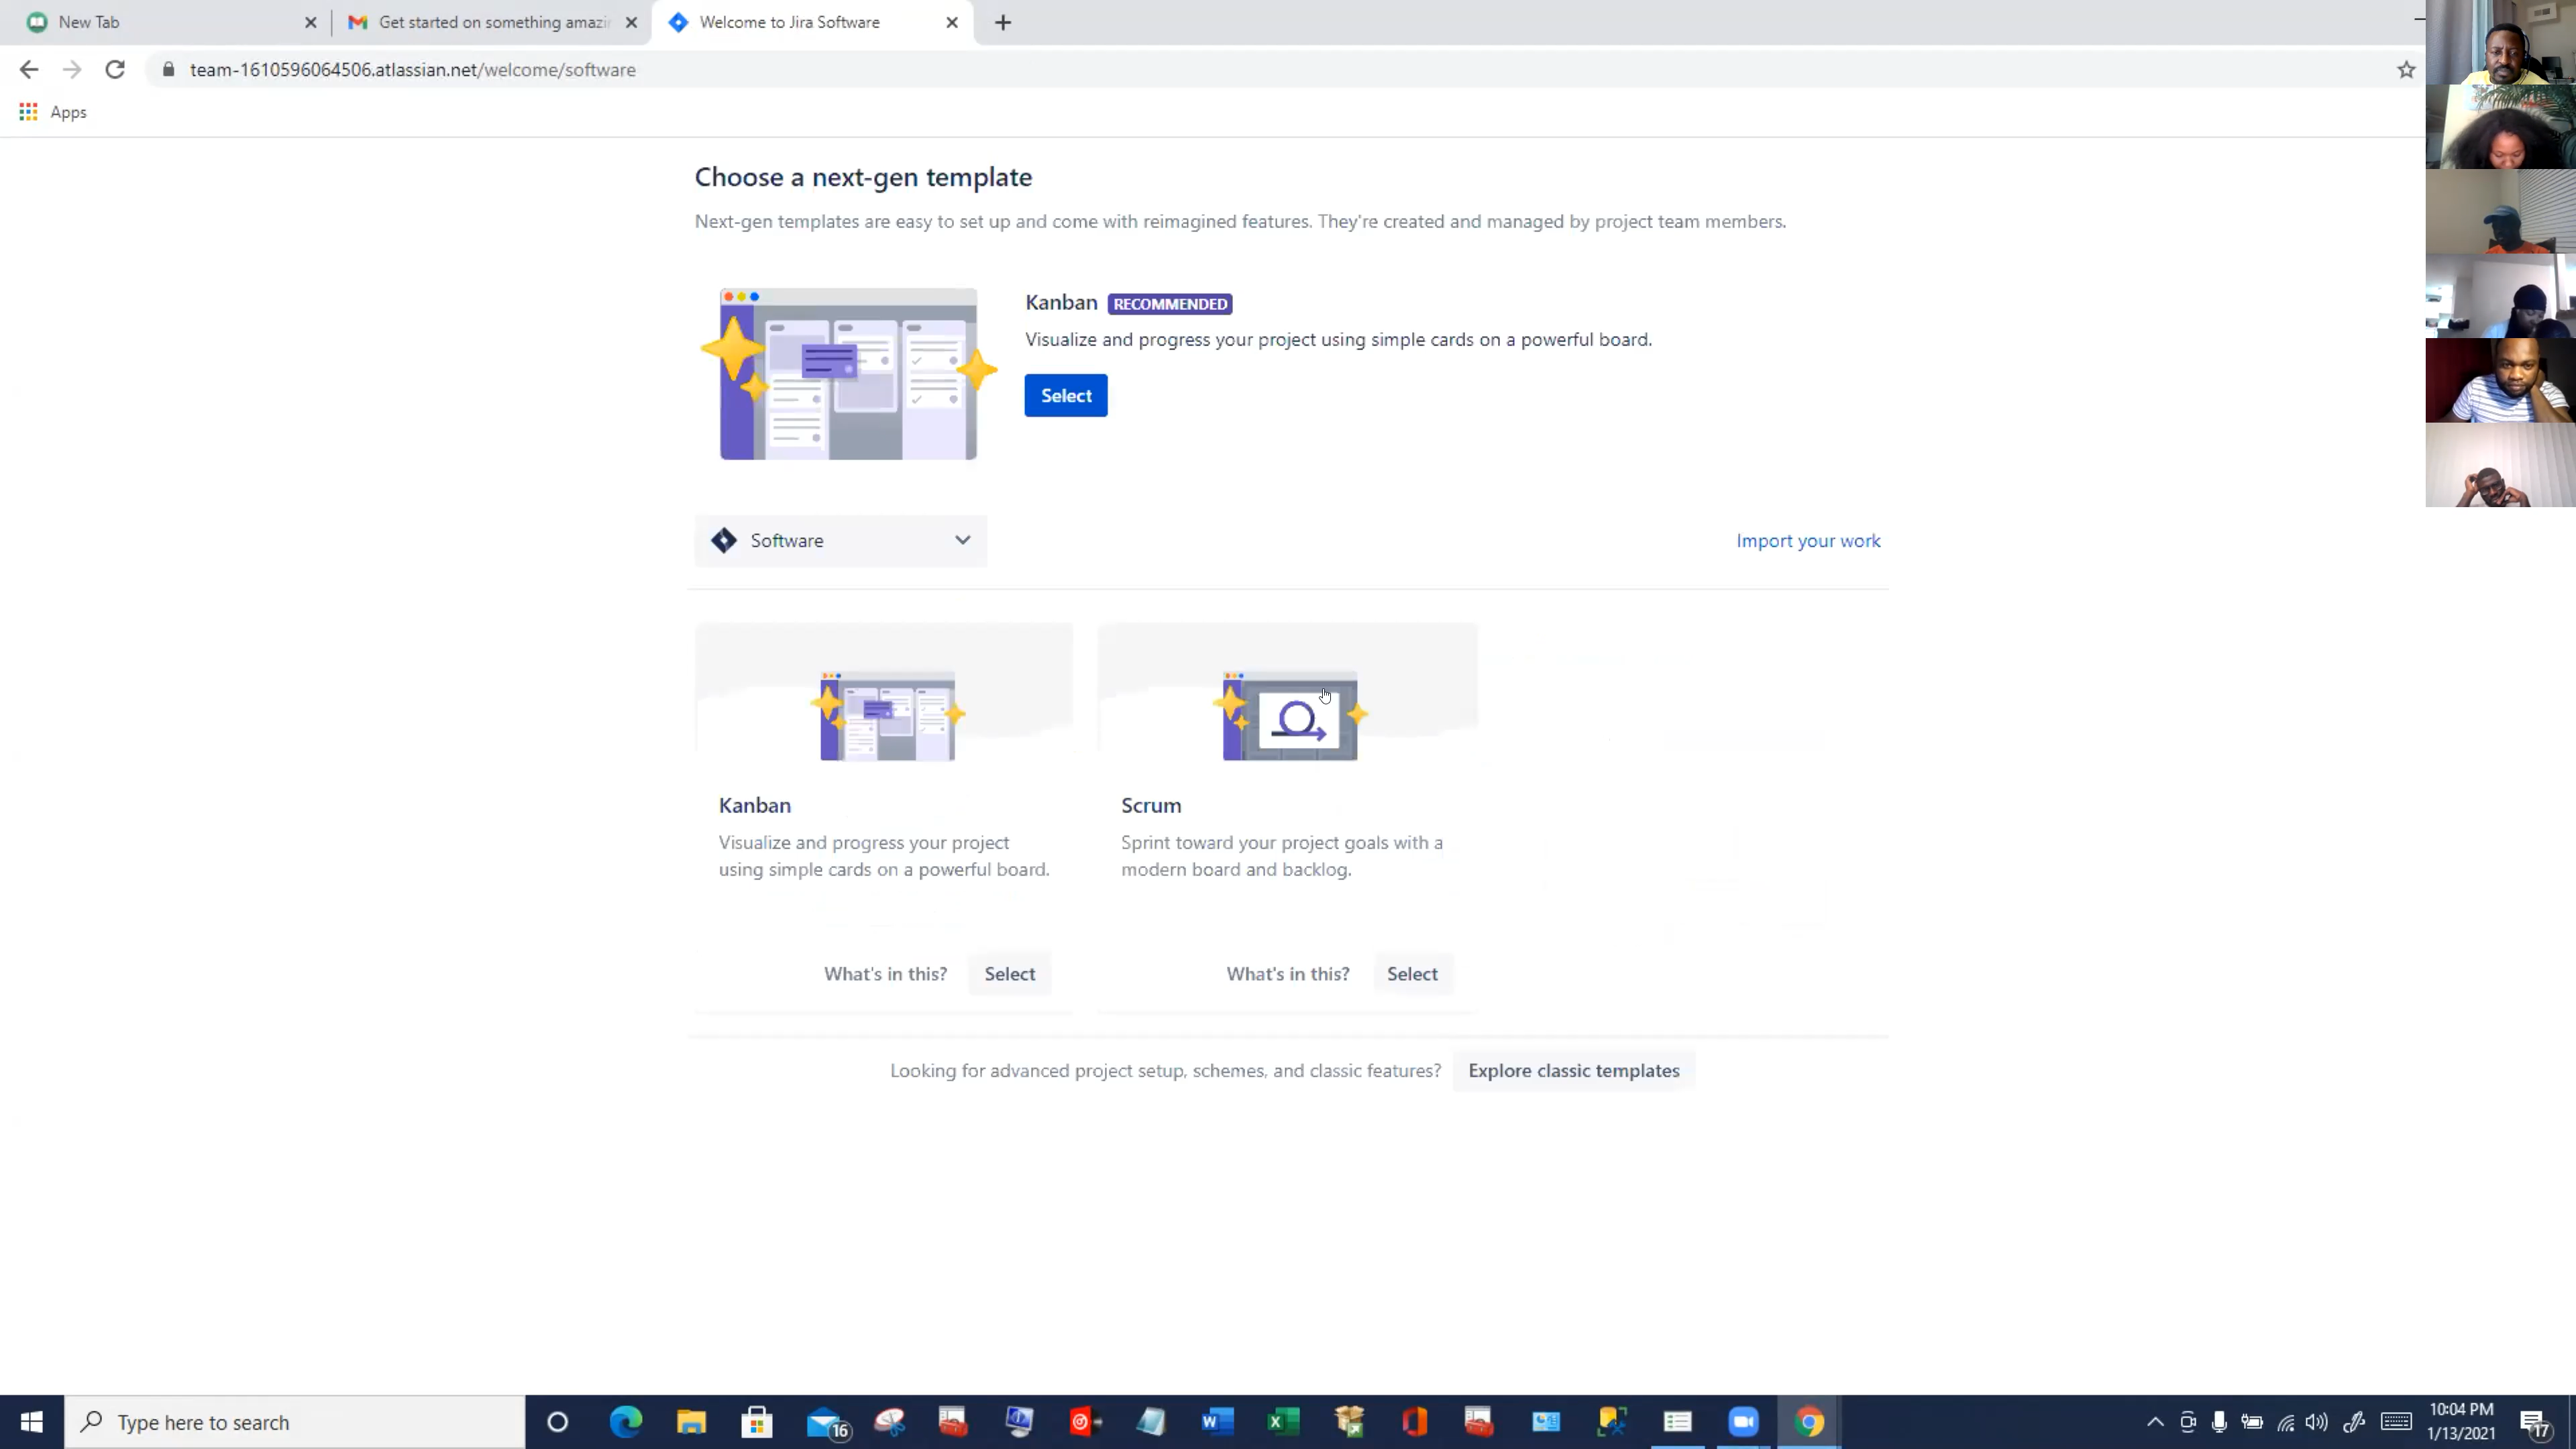 New Tab
Get started on something amazi
Welcome to Jira Software
team-1610596064506.atlassian.net/welcome/software
Apps
Choose a next-gen template
Next-gen templates are easy to set up and come with reimagined features. They're created and managed by project team members.
Kanban RECOMMENDED
Visualize and progress your project using simple cards on a powerful board.
Select
Software
Import your work
Kanban
Visualize and progress your project
using simple cards on a powerful board.
What's in this? Select
Scrum
Sprint toward your project goals with a
modern board and backlog.
What's in this? Select
Looking for advanced project setup, schemes, and classic features? Explore classic templates
Type here to search
16
10:04 PM
1/13/2021
17